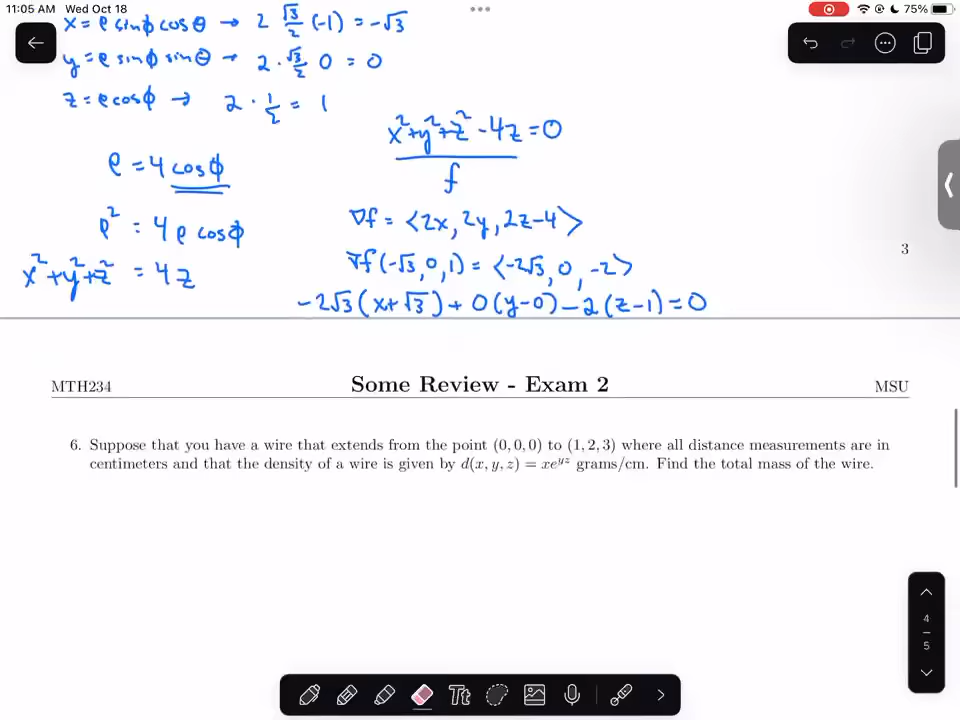 11:05 AM Wed Oct 18
75%
x = ρ sinϕ cosθ → 2 √3/2 (-1) = -√3
y = ρ sinϕ sinθ → 2 · √3/2 0 = 0
z = ρ cosϕ → 2 · 1/2 = 1
x² + y² + z² - 4z = 0
f
ρ = 4 cosϕ
ρ² = 4 ρ cosϕ
x² + y² + z² = 4z
∇f = ⟨2x, 2y, 2z-4⟩
∇f(-√3, 0, 1) = ⟨-2√3, 0, -2⟩
-2√3(x+√3) + 0(y-0) - 2(z-1) = 0
3
MTH234 Some Review - Exam 2 MSU
6. Suppose that you have a wire that extends from the point (0, 0, 0) to (1, 2, 3) where all distance measurements are in
centimeters and that the density of a wire is given by d(x, y, z) = xe^{yz} grams/cm. Find the total mass of the wire.
4
5
Tt